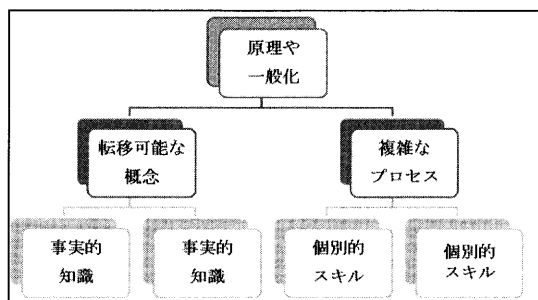 原理や
一般化
転移可能な
概念
複雑な
プロセス
事実的
知識
事実的
知識
個別的
スキル
個別的
スキル